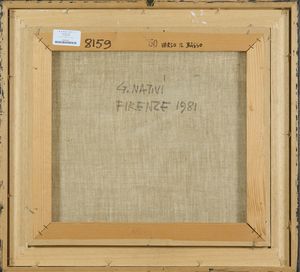 8159
VERSO IL BASSO
G. NATIVI
FIRENZE 1981